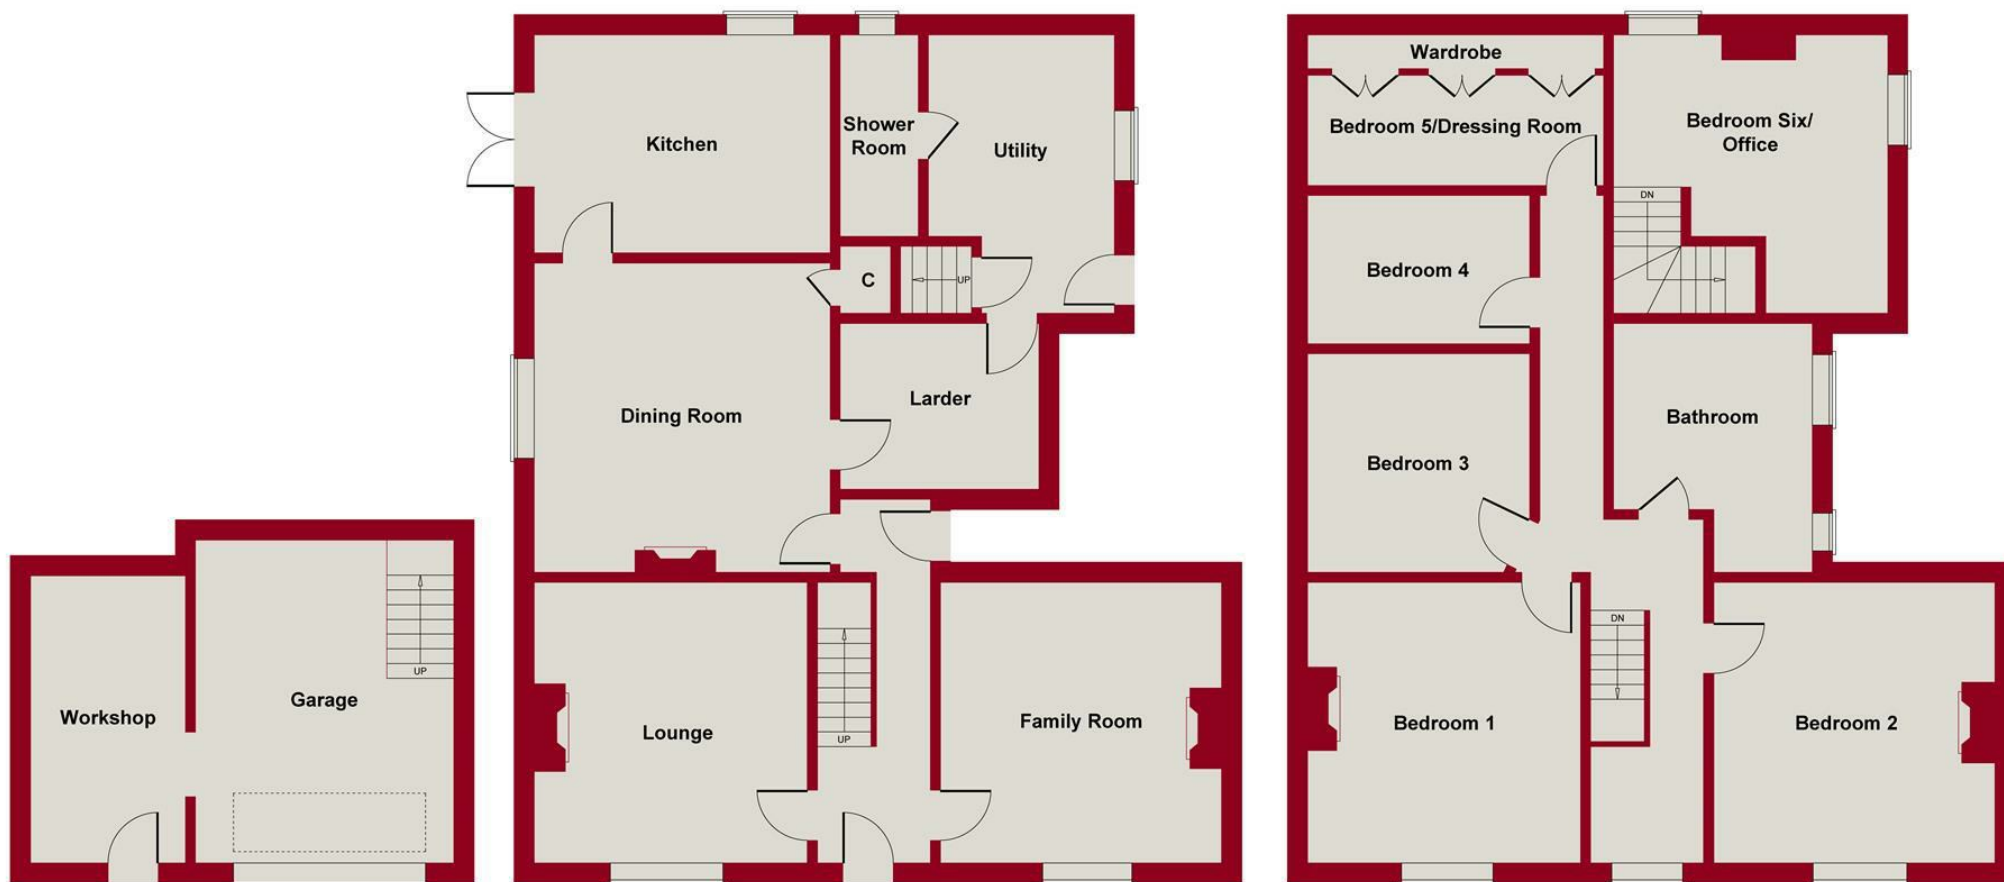 Workshop
Garage
UP
Kitchen
Shower
Room
Utility
C
UP
Dining Room
Larder
Lounge
UP
Family Room
Wardrobe
Bedroom 5/Dressing Room
Bedroom Six/
Office
DN
Bedroom 4
Bedroom 3
Bathroom
DN
Bedroom 1
Bedroom 2